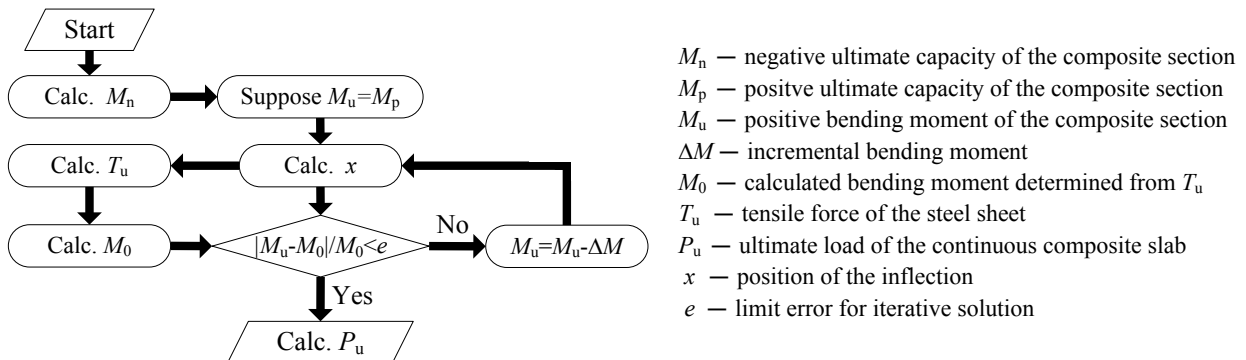 Start
Calc. Mn
Suppose Mu=Mp
Calc. Tu
Calc. x
Calc. M0
|Mu-M0|/M0<e
No
Mu=Mu-ΔM
Yes
Calc. Pu
Mn — negative ultimate capacity of the composite section
Mp — positve ultimate capacity of the composite section
Mu — positive bending moment of the composite section
ΔM — incremental bending moment
M0 — calculated bending moment determined from Tu
Tu — tensile force of the steel sheet
Pu — ultimate load of the continuous composite slab
x — position of the inflection
e — limit error for iterative solution